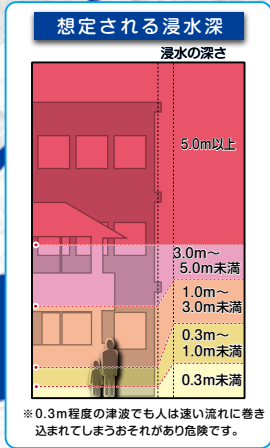 想定される浸水深
浸水の深さ
5.0m以上
3.0m～
5.0m未満
1.0m～
3.0m未満
0.3m～
1.0m未満
0.3m未満
※0.3m程度の津波でも人は速い流れに巻き
込まれてしまうおそれがあり危険です。